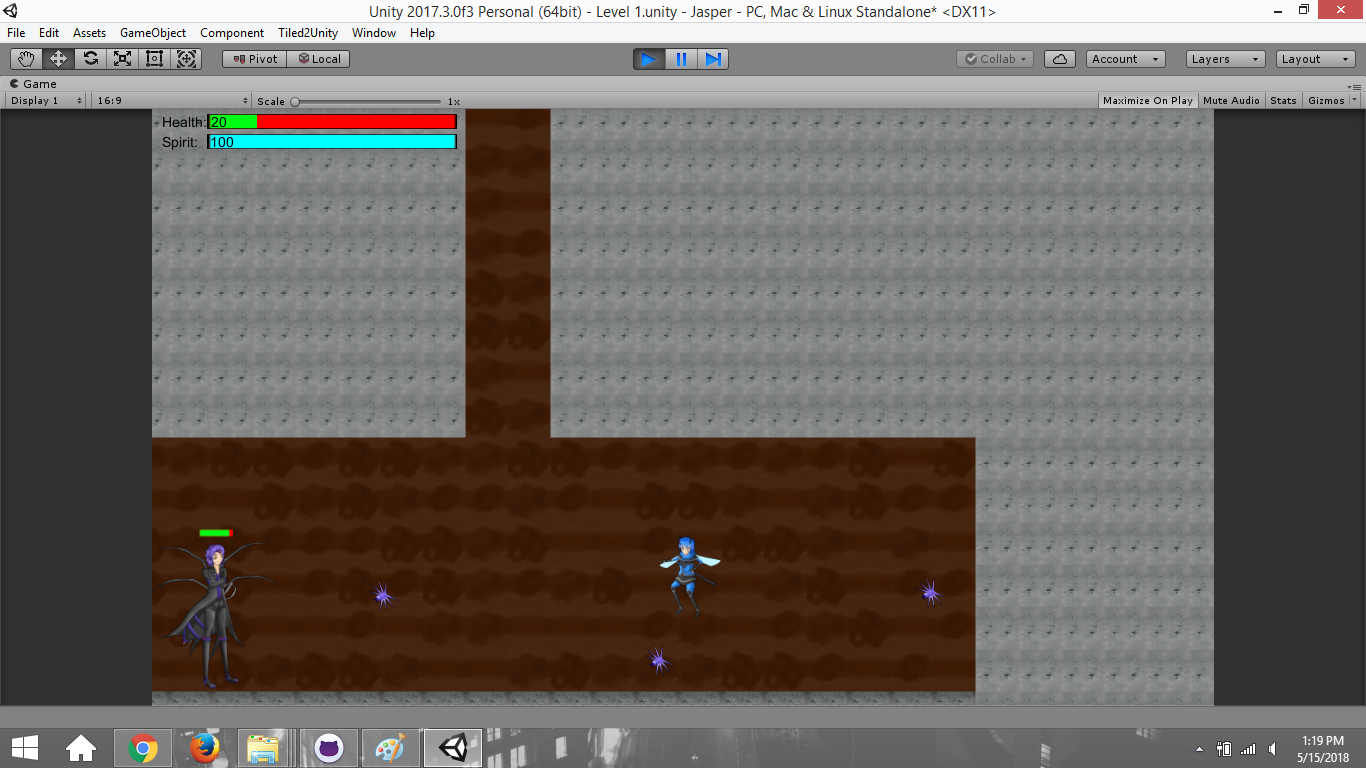 Unity 2017.3.0f3 Personal (64bit) - Level 1.unity - Jasper - PC, Mac & Linux Standalone* <DX11>
File Edit Assets GameObject Component Tiled2Unity Window Help
Pivot Local Collab Account Layers Layout
Game
Display 1 16:9 Scale 1x Maximize On Play Mute Audio Stats Gizmos
Health: 20
Spirit: 100
1:19 PM
5/15/2018